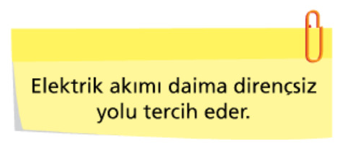 Elektrik akımı daima dirençsiz
yolu tercih eder.